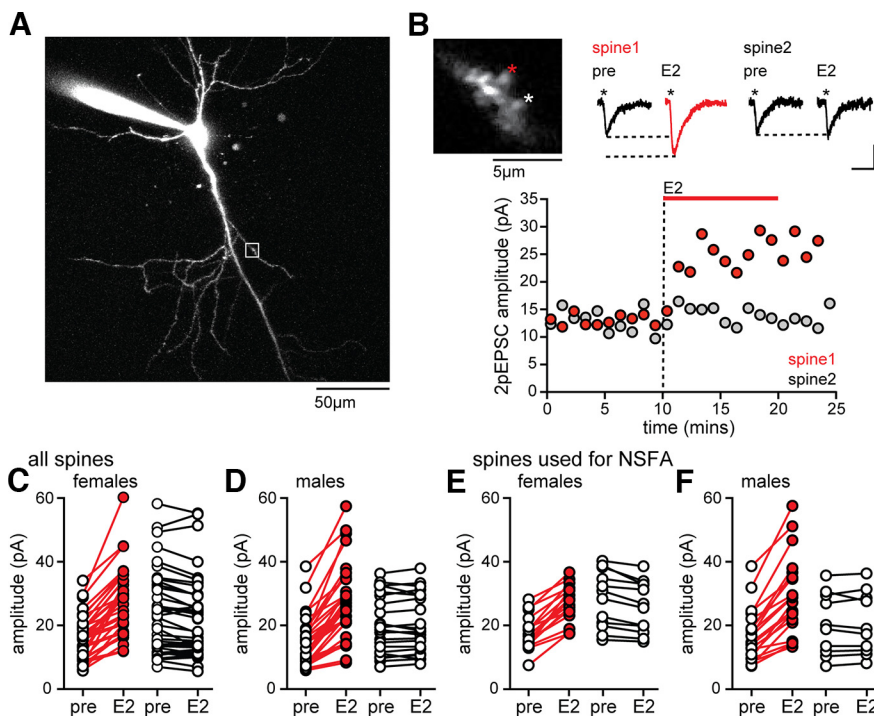 A
50µm
B
spine1
pre
E2
spine2
pre
E2
*
*
*
*
*
*
5µm
E2
35
30
25
20
15
10
5
0
2pEPSC amplitude (pA)
spine1
spine2
0
5
10
15
20
25
time (mins)
all spines
spines used for NSFA
C
females
60
40
20
0
amplitude (pA)
pre
E2
pre
E2
D
males
60
40
20
0
amplitude (pA)
pre
E2
pre
E2
E
females
60
40
20
0
amplitude (pA)
pre
E2
pre
E2
F
males
60
40
20
0
amplitude (pA)
pre
E2
pre
E2